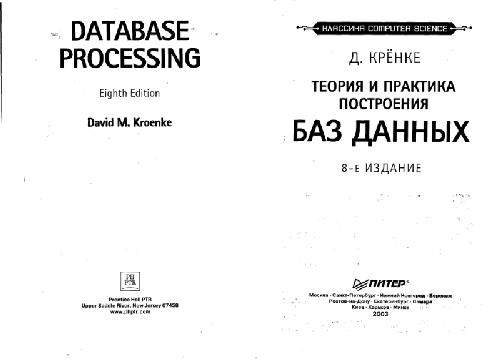 DATABASE
PROCESSING
Eighth Edition
David M. Kroenke
PH
PTR
Prentice Hall PTR
Upper Saddle River, New Jersey 07458
www.phptr.com
КЛАССИКА COMPUTER SCIENCE
Д. КРЁНКЕ
ТЕОРИЯ И ПРАКТИКА
ПОСТРОЕНИЯ
БАЗ ДАННЫХ
8-Е ИЗДАНИЕ
ПИТЕР®
Москва · Санкт-Петербург · Нижний Новгород · Воронеж
Ростов-на-Дону · Екатеринбург · Самара
Киев · Харьков · Минск
2003